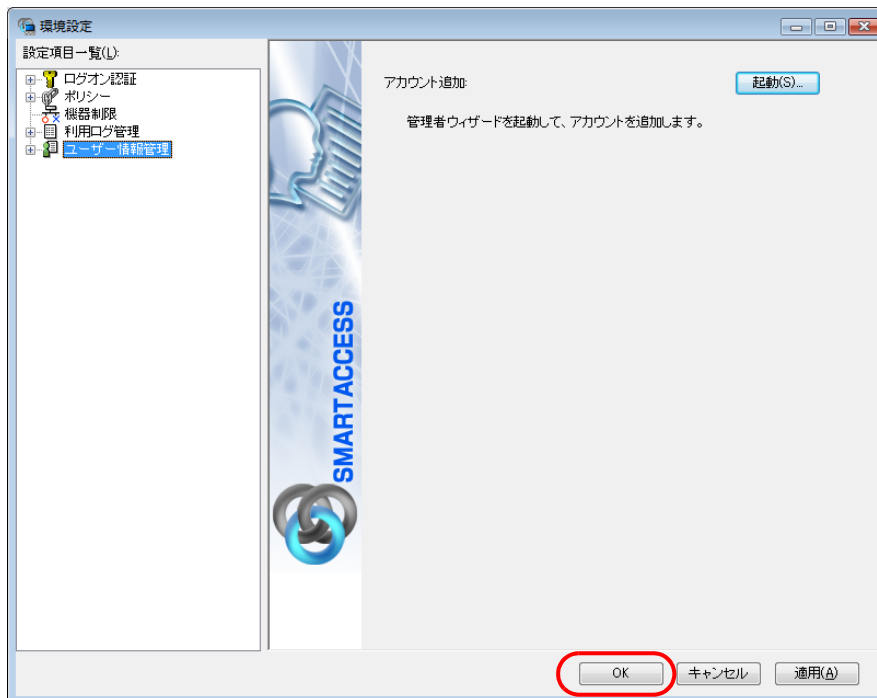 環境設定
設定項目一覧(L):
ログオン認証
ポリシー
機器制限
利用ログ管理
ユーザー情報管理
アカウント追加:
起動(S)...
管理者ウィザードを起動して、アカウントを追加します。
SMARTACCESS
OK
キャンセル
適用(A)